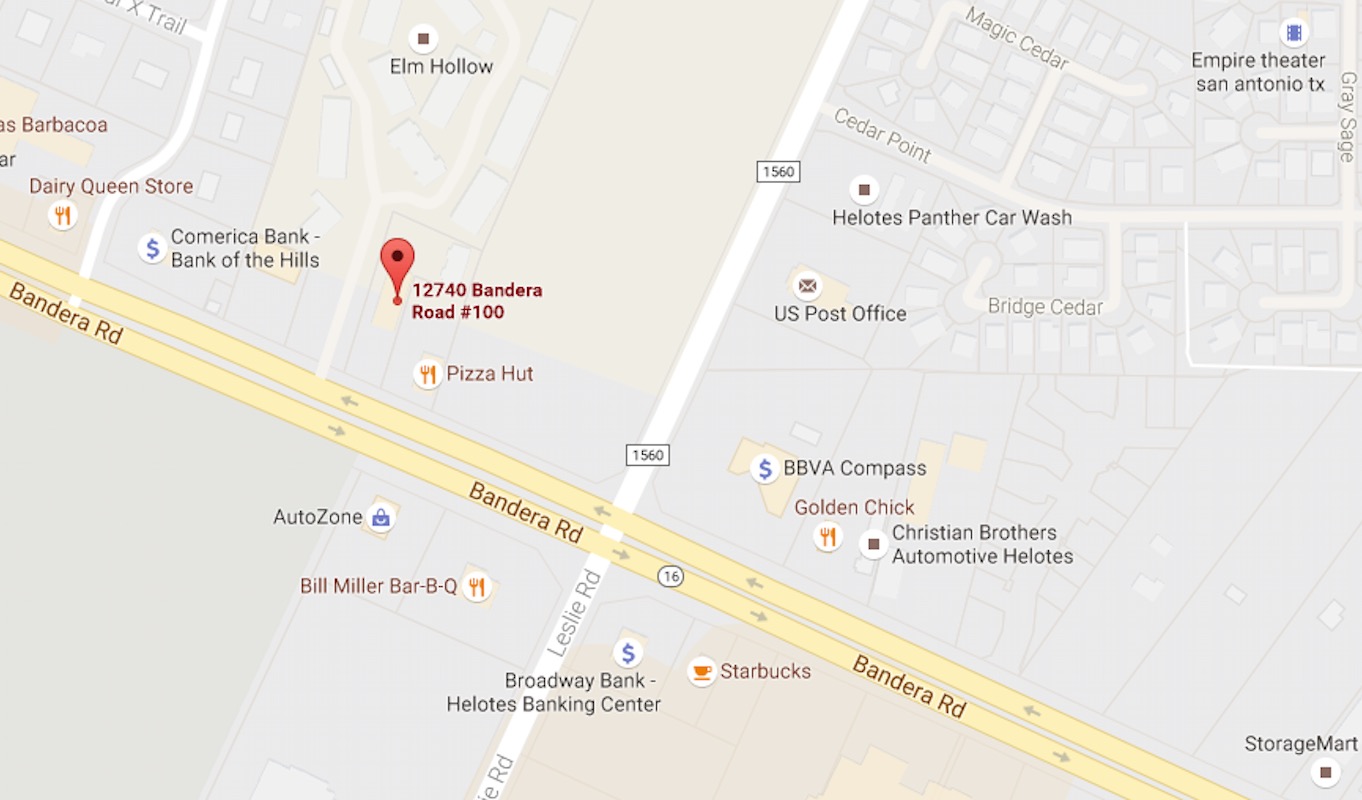 l X Trail
Elm Hollow
Magic Cedar
Empire theater
san antonio tx
Gray Sage
as Barbacoa
ar
Cedar Point
1560
Dairy Queen Store
Helotes Panther Car Wash
Comerica Bank -
Bank of the Hills
12740 Bandera
Road #100
US Post Office
Bridge Cedar
Bandera Rd
Pizza Hut
1560
BBVA Compass
Bandera Rd
Golden Chick
AutoZone
Christian Brothers
Automotive Helotes
16
Bill Miller Bar-B-Q
Leslie Rd
Starbucks
Broadway Bank -
Helotes Banking Center
Bandera Rd
StorageMart
ie Rd